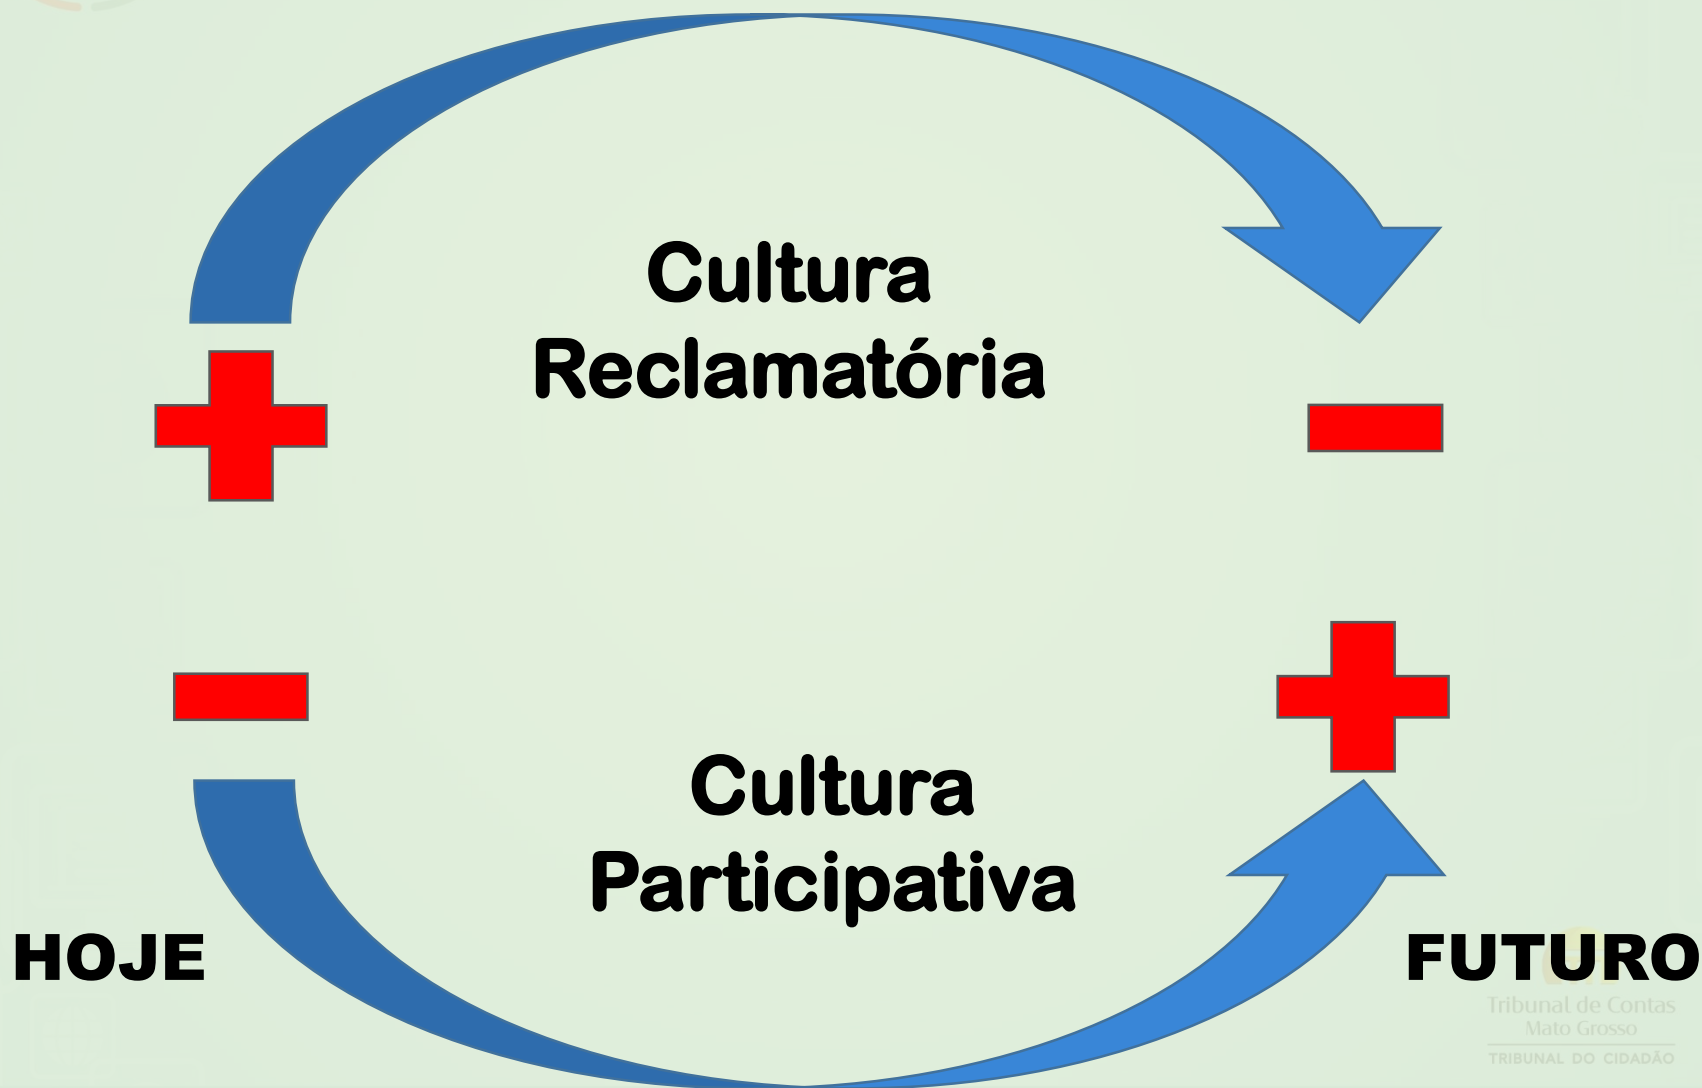 Cultura
Reclamatória
Cultura
Participativa
HOJE
FUTURO
Tribunal de Contas
Mato Grosso
TRIBUNAL DO CIDADÃO